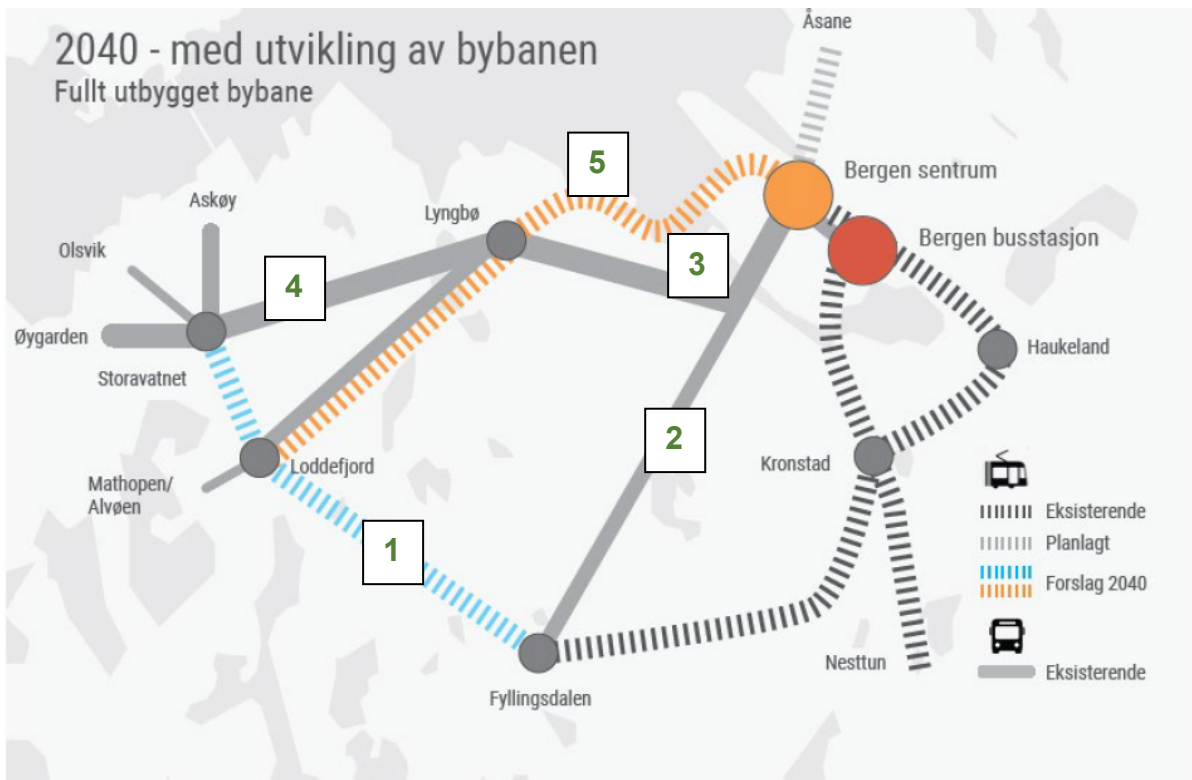 2040 - med utvikling av bybanen
Fullt utbygget bybane
Åsane
5
Bergen sentrum
Askøy
Lyngbø
Bergen busstasjon
Olsvik
3
4
Øygarden
Haukeland
Storavatnet
2
Kronstad
Loddefjord
Mathopen/
Alvøen
Eksisterende
1
Planlagt
Forslag 2040
Nesttun
Eksisterende
Fyllingsdalen